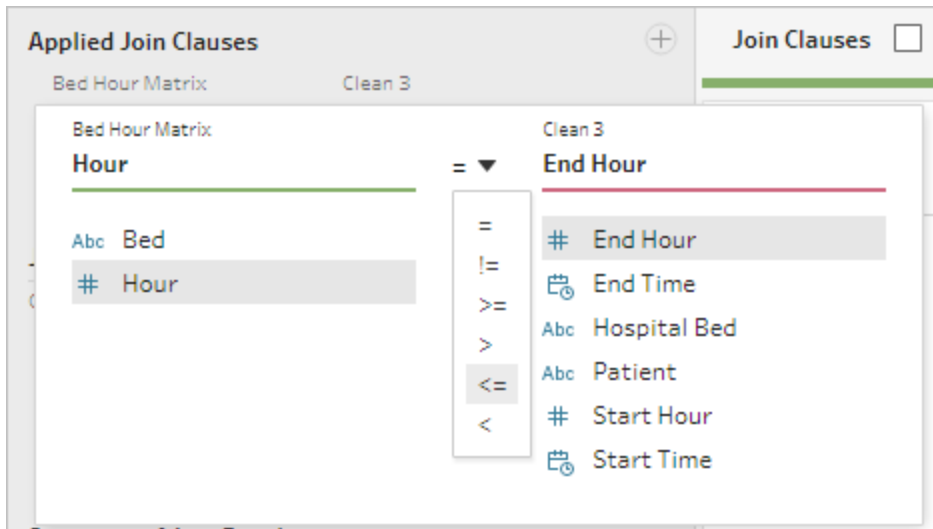 Applied Join Clauses
Join Clauses
Bed Hour Matrix Clean 3
Bed Hour Matrix Clean 3
Hour = End Hour
Abc Bed
# Hour
=
!=
>=
>
<=
<
# End Hour
End Time
Abc Hospital Bed
Abc Patient
# Start Hour
Start Time